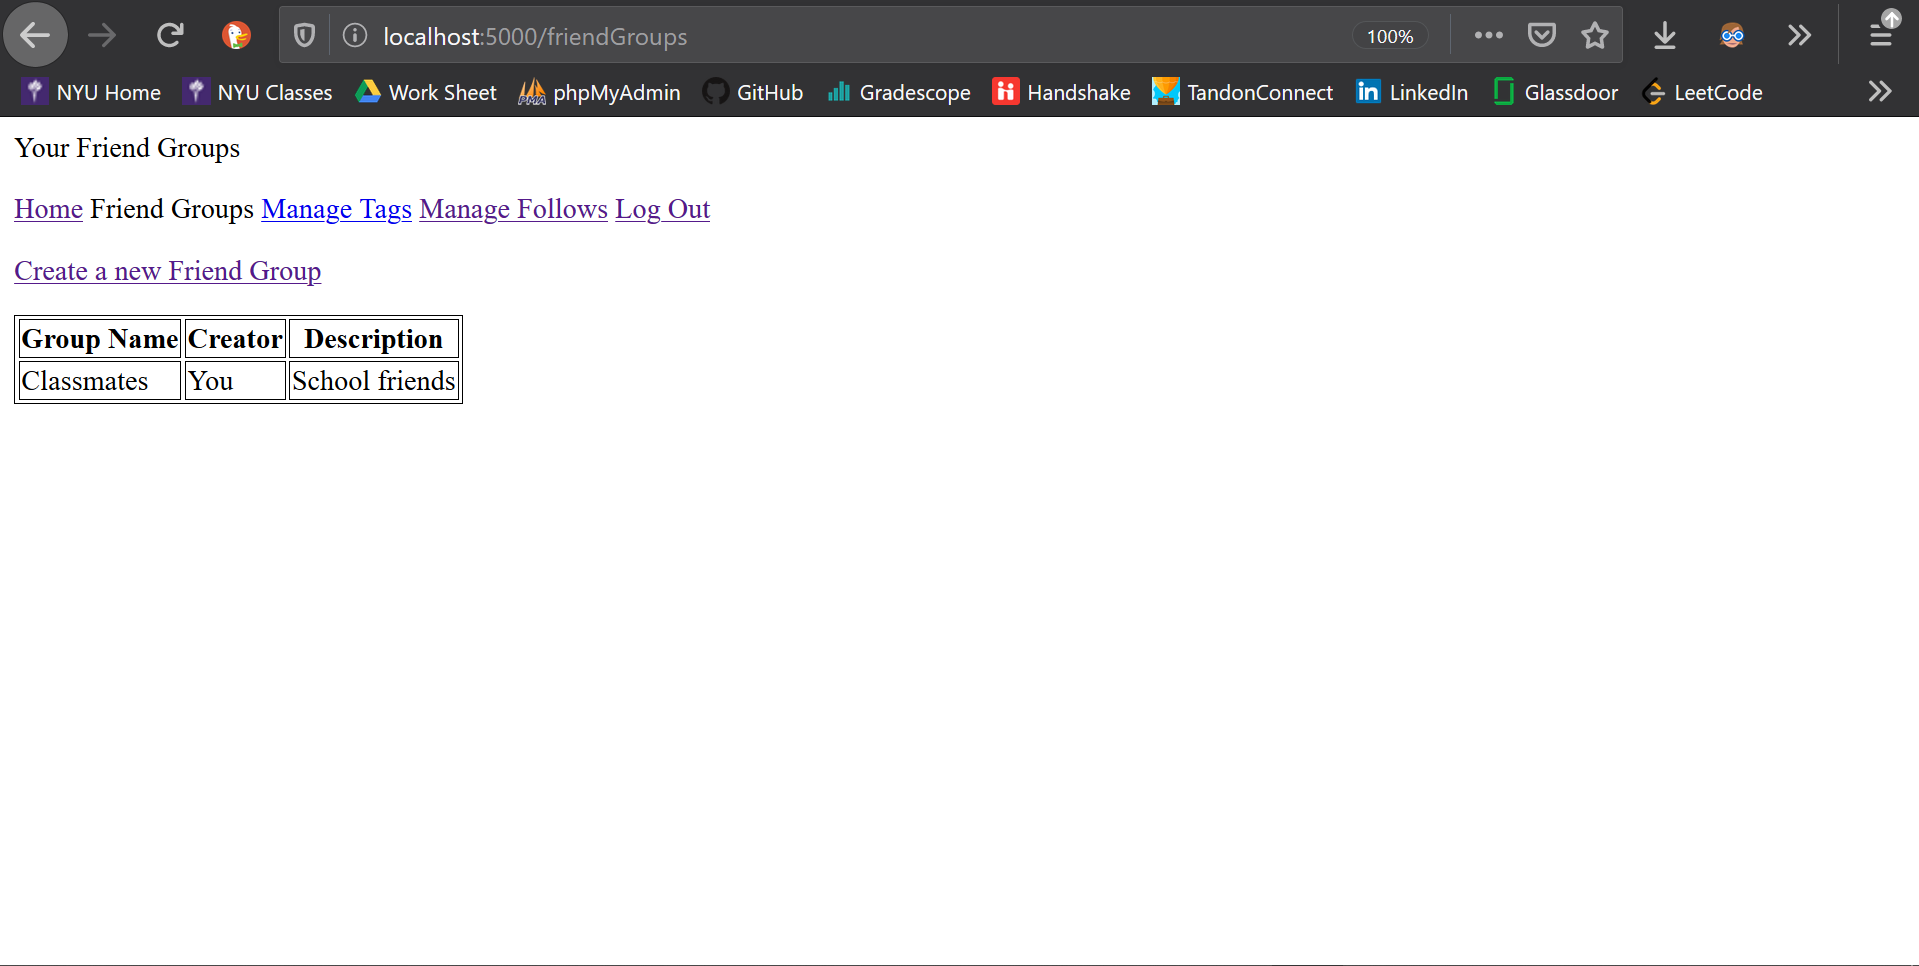 localhost:5000/friendGroups 100%
NYU Home NYU Classes Work Sheet phpMyAdmin GitHub Gradescope Handshake TandonConnect LinkedIn Glassdoor LeetCode
Your Friend Groups
Home Friend Groups Manage Tags Manage Follows Log Out
Create a new Friend Group
Group Name Creator Description
Classmates You School friends